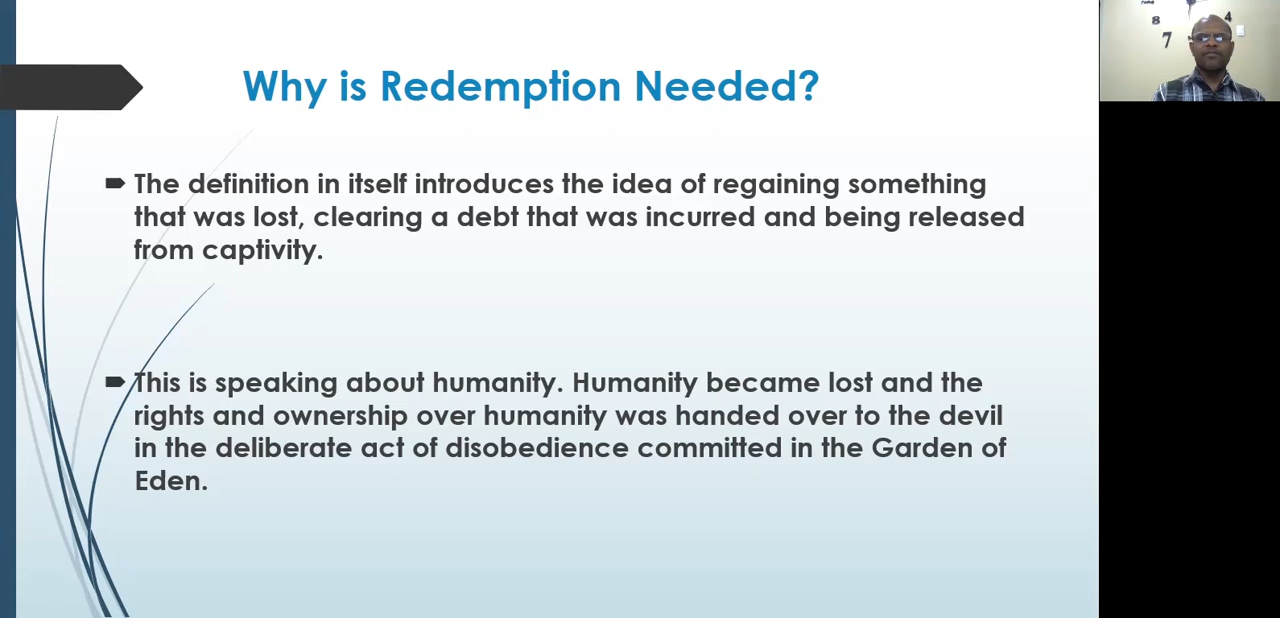 Why is Redemption Needed?
The definition in itself introduces the idea of regaining something
that was lost, clearing a debt that was incurred and being released
from captivity.
This is speaking about humanity. Humanity became lost and the
rights and ownership over humanity was handed over to the devil
in the deliberate act of disobedience committed in the Garden of
Eden.
8
4
7